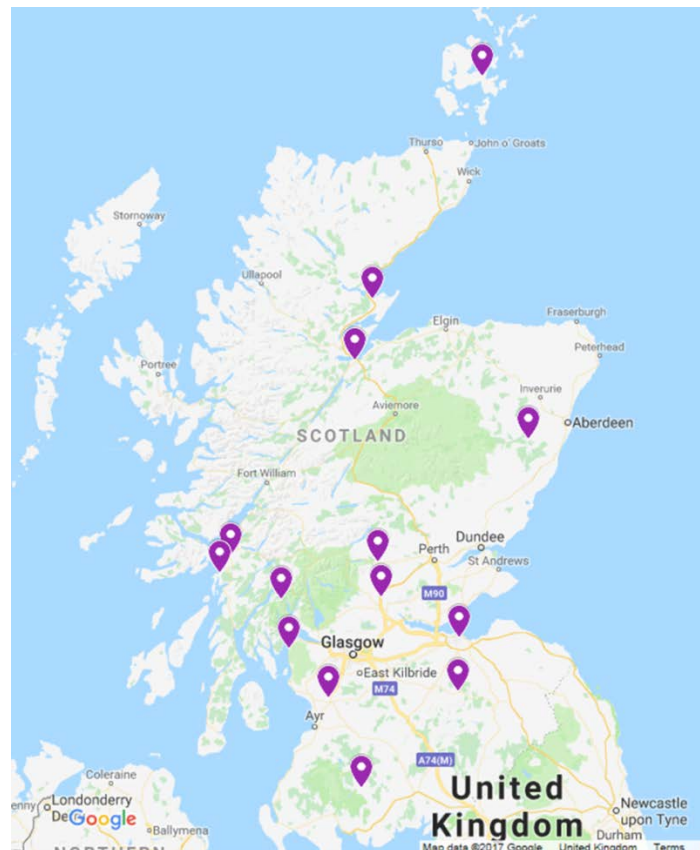 Thurso
John o' Groats
Wick
Stornoway
Ullapool
Fraserburgh
Elgin
Peterhead
Portree
Inverurie
Aviemore
Aberdeen
SCOTLAND
Fort William
Dundee
Perth
St Andrews
M90
Glasgow
East Kilbride
M74
Ayr
A74(M)
Coleraine
United
Kingdom
Londonderry
Google
Newcastle
upon Tyne
Ballymena
Durham
Map data ©2017 Google United Kingdom Terms